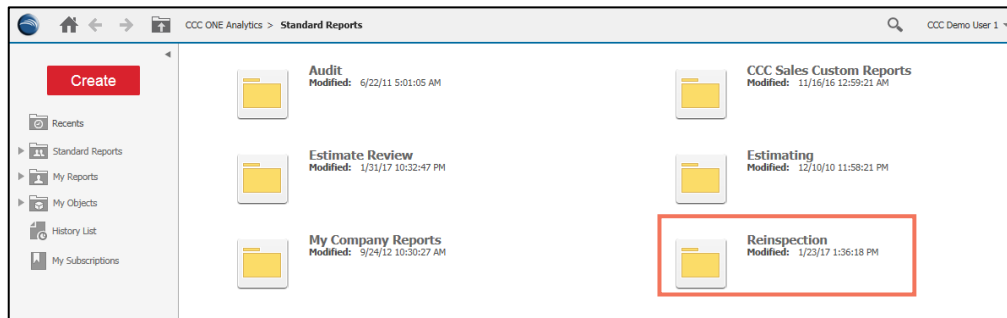 CCC ONE Analytics > Standard Reports
CCC Demo User 1
Create
Recents
Standard Reports
My Reports
My Objects
History List
My Subscriptions
Audit
Modified: 6/22/11 5:01:05 AM
CCC Sales Custom Reports
Modified: 11/16/16 12:59:21 AM
Estimate Review
Modified: 1/31/17 10:32:47 PM
Estimating
Modified: 12/10/10 11:58:21 PM
My Company Reports
Modified: 9/24/12 10:30:27 AM
Reinspection
Modified: 1/23/17 1:36:18 PM